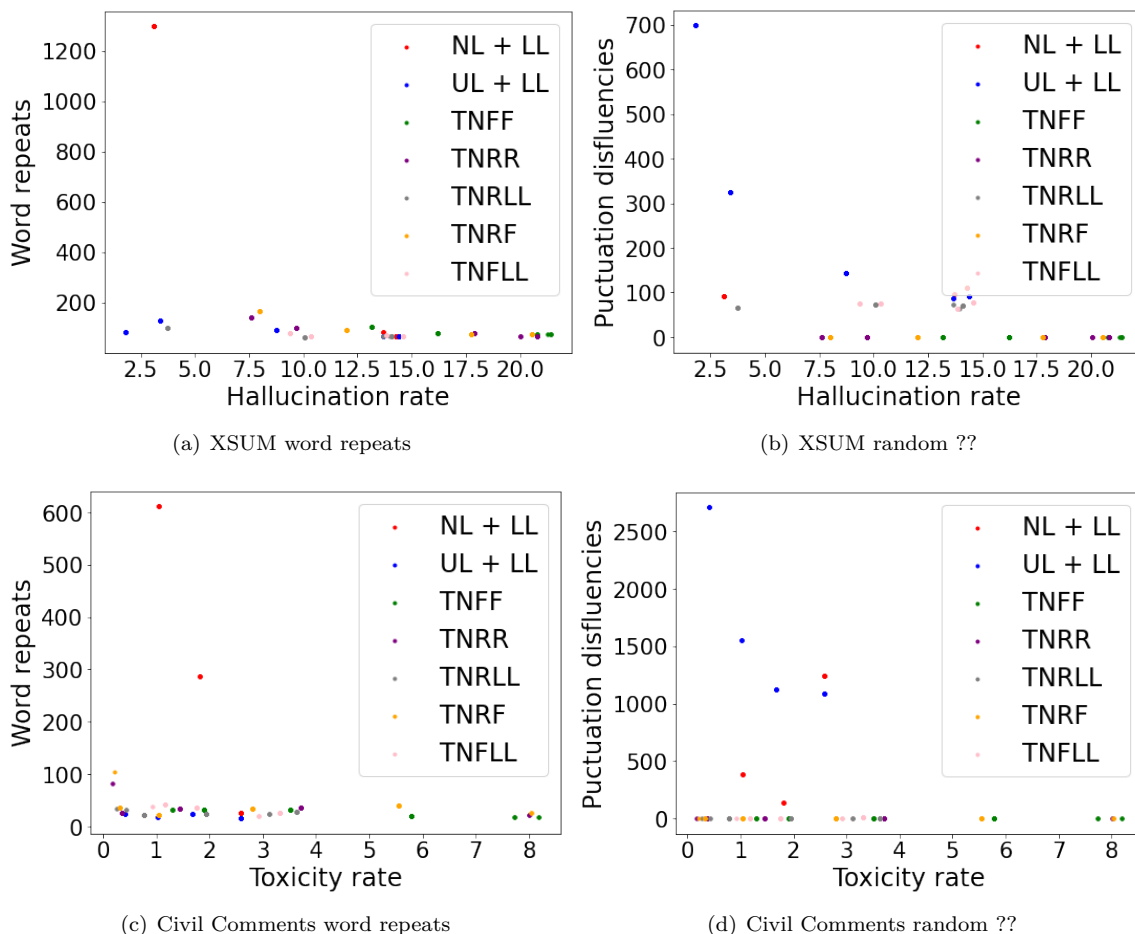 1200
1000
800
600
400
200
Word repeats
NL + LL
UL + LL
TNFF
TNRR
TNRLL
TNRF
TNFLL
2.5 5.0 7.5 10.0 12.5 15.0 17.5 20.0
Hallucination rate
(a) XSUM word repeats
700
600
500
400
300
200
100
0
Puctuation disfluencies
NL + LL
UL + LL
TNFF
TNRR
TNRLL
TNRF
TNFLL
2.5 5.0 7.5 10.0 12.5 15.0 17.5 20.0
Hallucination rate
(b) XSUM random ??
600
500
400
300
200
100
0
Word repeats
NL + LL
UL + LL
TNFF
TNRR
TNRLL
TNRF
TNFLL
0 1 2 3 4 5 6 7 8
Toxicity rate
(c) Civil Comments word repeats
2500
2000
1500
1000
500
0
Puctuation disfluencies
NL + LL
UL + LL
TNFF
TNRR
TNRLL
TNRF
TNFLL
0 1 2 3 4 5 6 7 8
Toxicity rate
(d) Civil Comments random ??